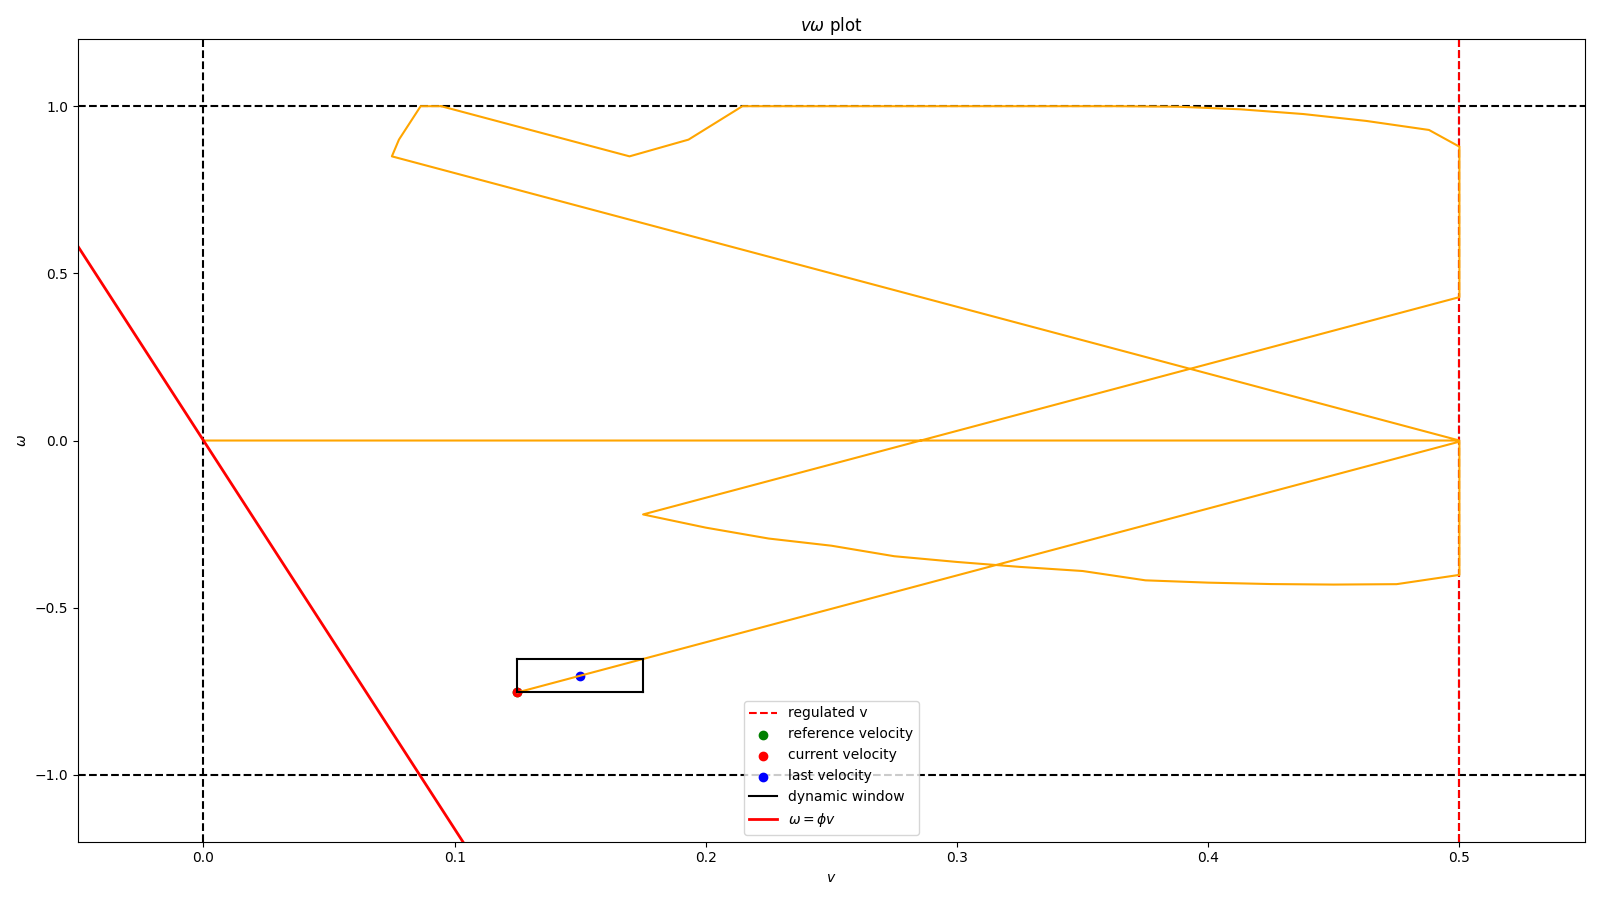 vω plot
1.0
0.5
0.0
−0.5
−1.0
ω
regulated v
reference velocity
current velocity
last velocity
dynamic window
ω = ϕv
0.0 0.1 0.2 0.3 0.4 0.5
v